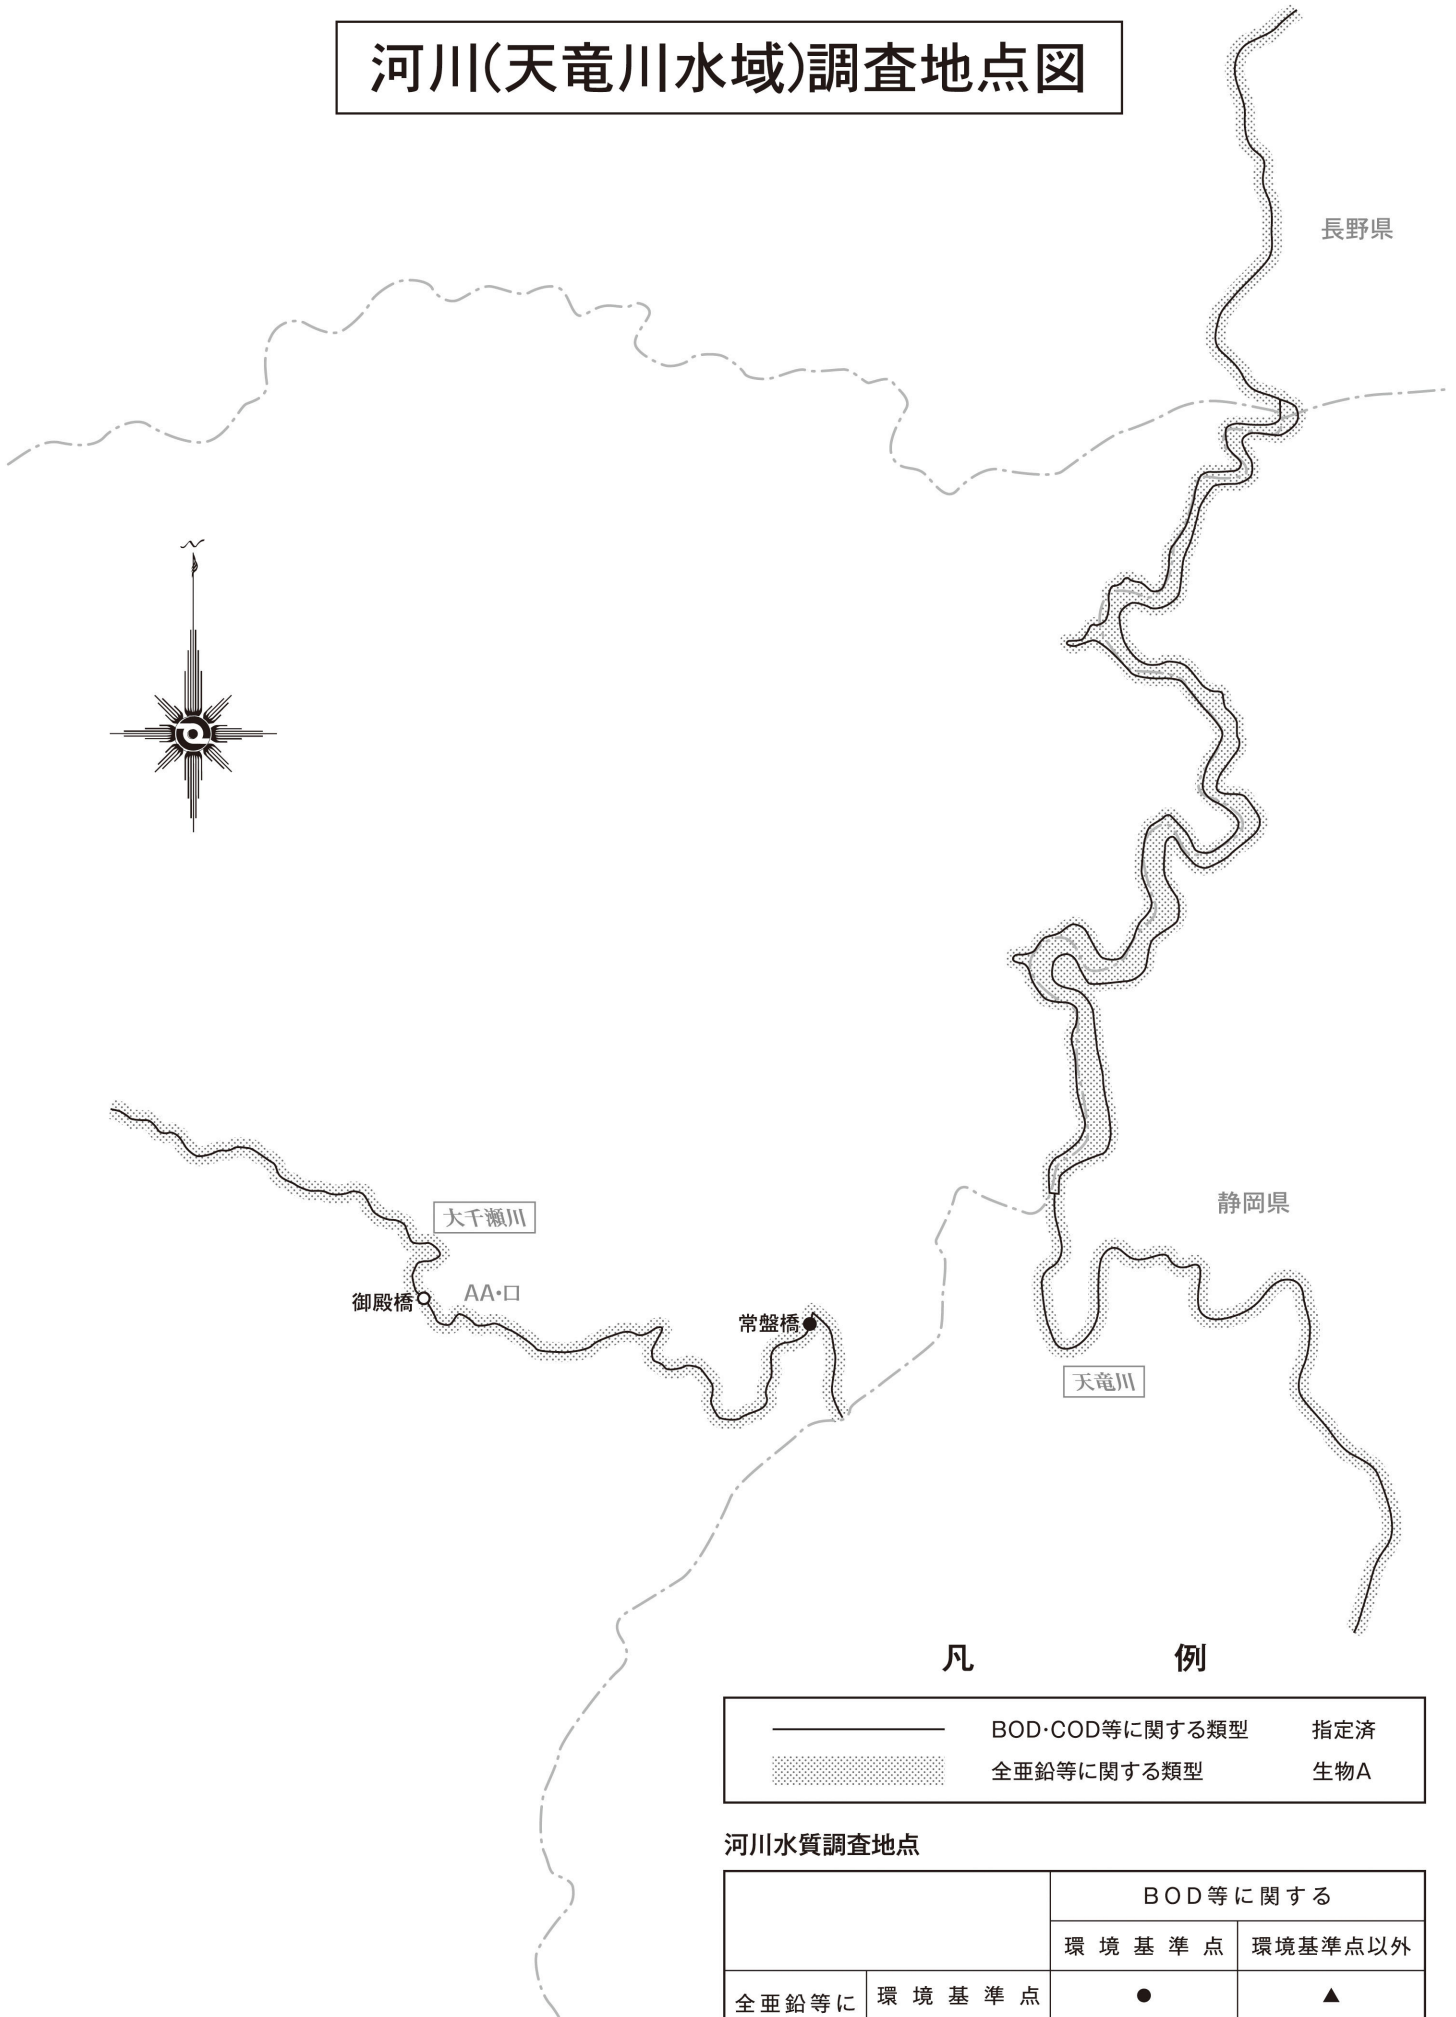 河川(天竜川水域)調査地点図
長野県
N
静岡県
大千瀬川
御殿橋
AA・ロ
常盤橋
天竜川
凡 例
BOD・COD等に関する類型 指定済
全亜鉛等に関する類型 生物A
河川水質調査地点
BOD等に関する
環境基準点 環境基準点以外
全亜鉛等に 環境基準点 ● ▲